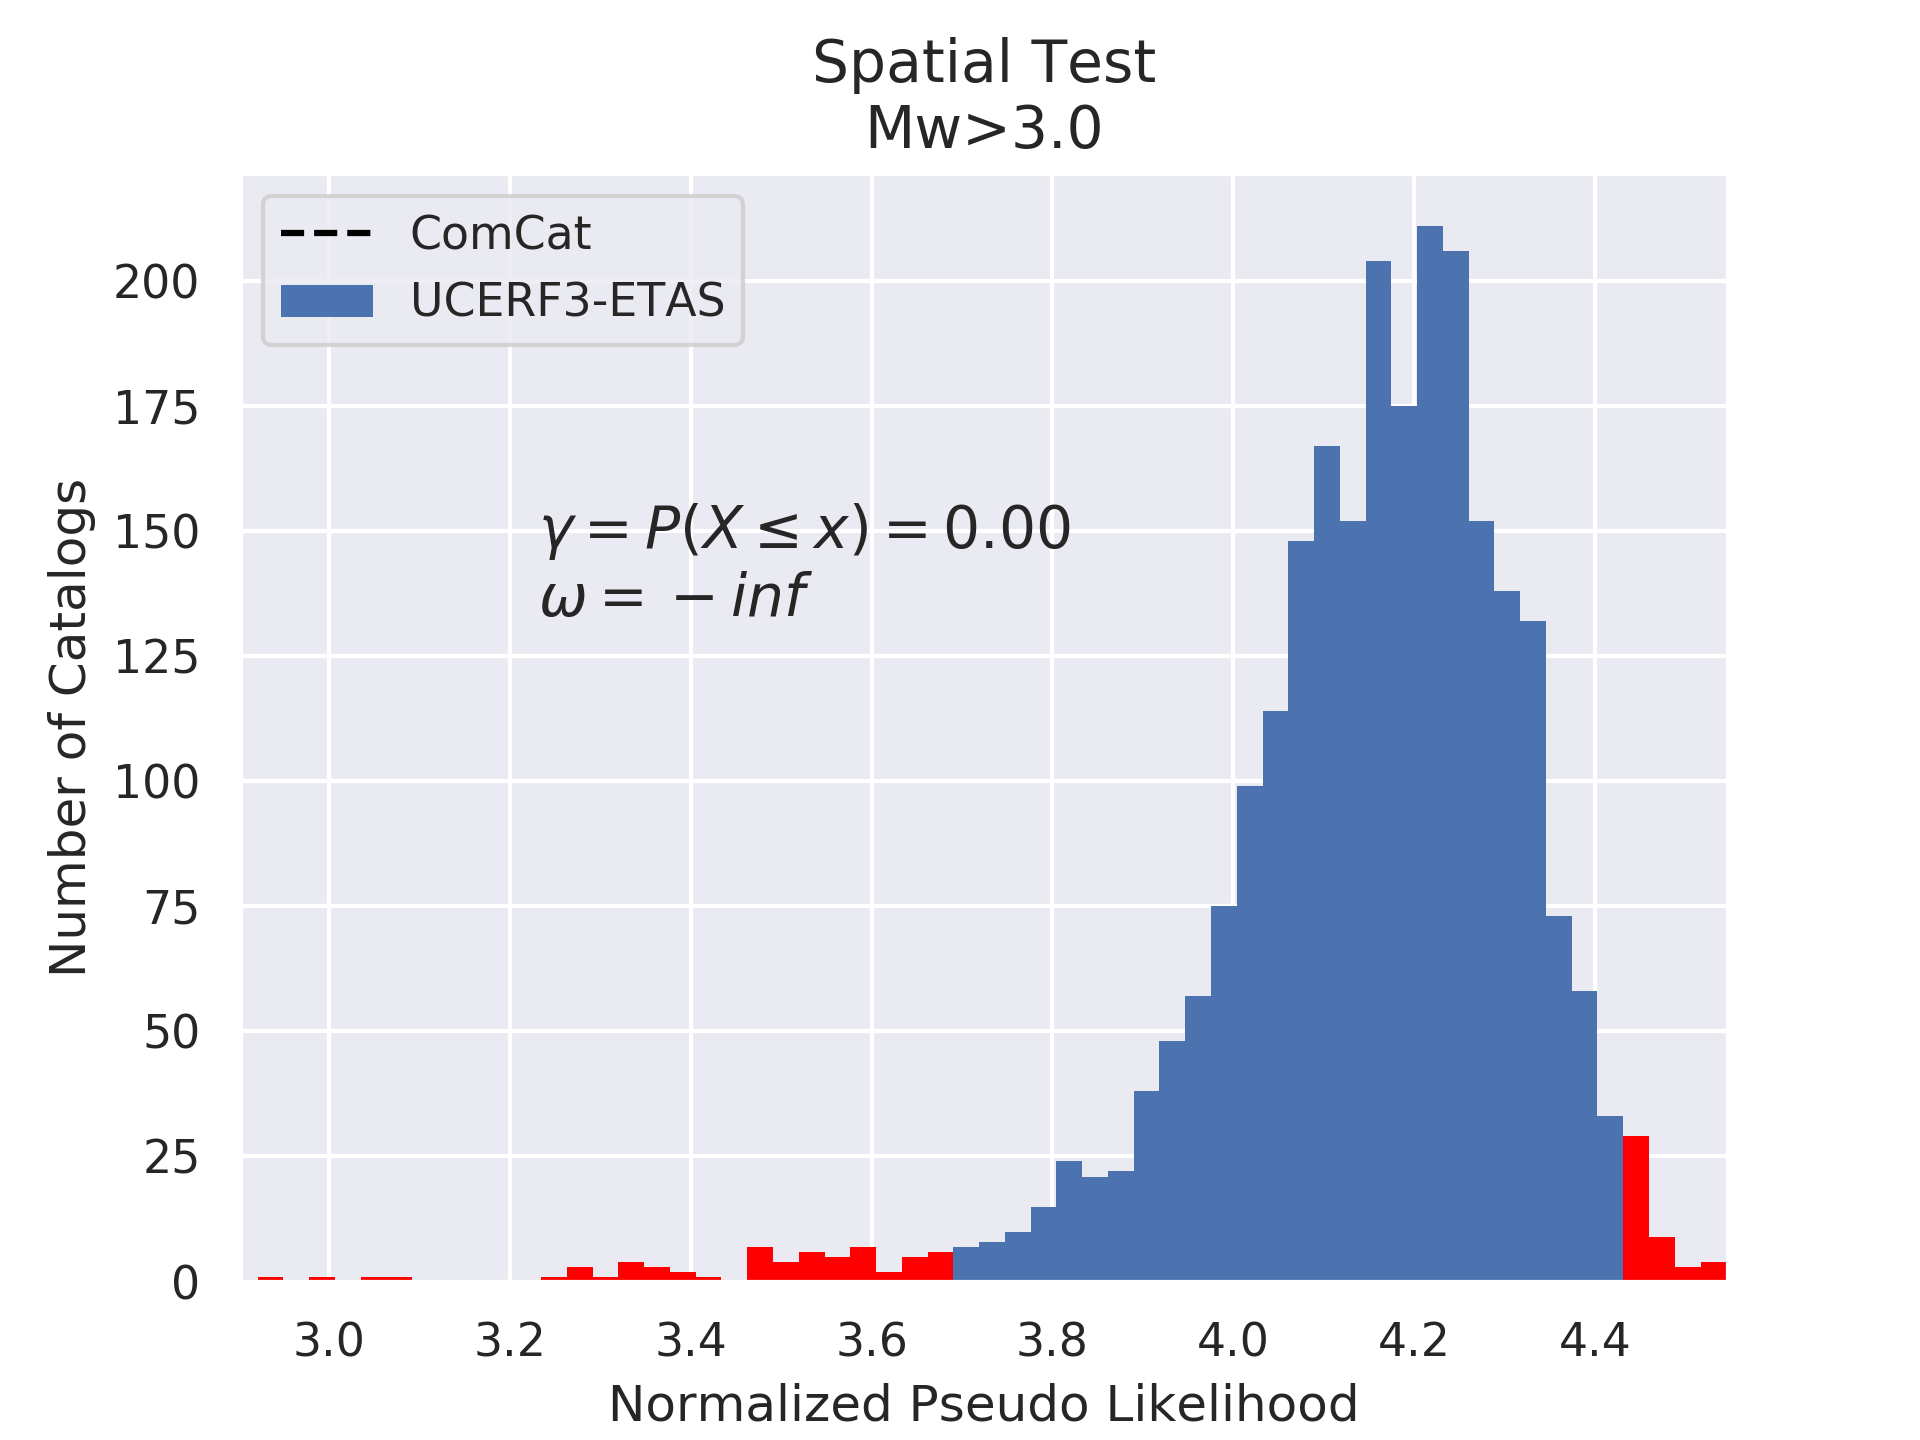 Spatial Test
Mw>3.0
ComCat
UCERF3-ETAS
γ = P(X ≤ x) = 0.00
ω = − inf
Number of Catalogs
200
175
150
125
100
75
50
25
0
3.0 3.2 3.4 3.6 3.8 4.0 4.2 4.4
Normalized Pseudo Likelihood